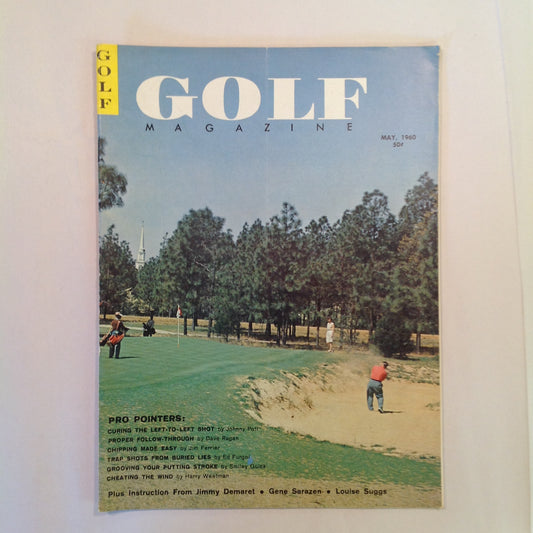 GOLF
GOLF
MAGAZINE
MAY, 1960
50¢
PRO POINTERS:
CURING THE LEFT-TO-LEFT SHOT by Johnny Pott
PROPER FOLLOW-THROUGH by Dave Ragan
CHIPPING MADE EASY by Jim Ferrier
TRAP SHOTS FROM BURIED LIES by Ed Furgol
GROOVING YOUR PUTTING STROKE by Shelley
CHEATING THE WIND by Harry Weetman
Plus Instruction From Jimmy Demaret • Gene Sarazen • Louise Suggs